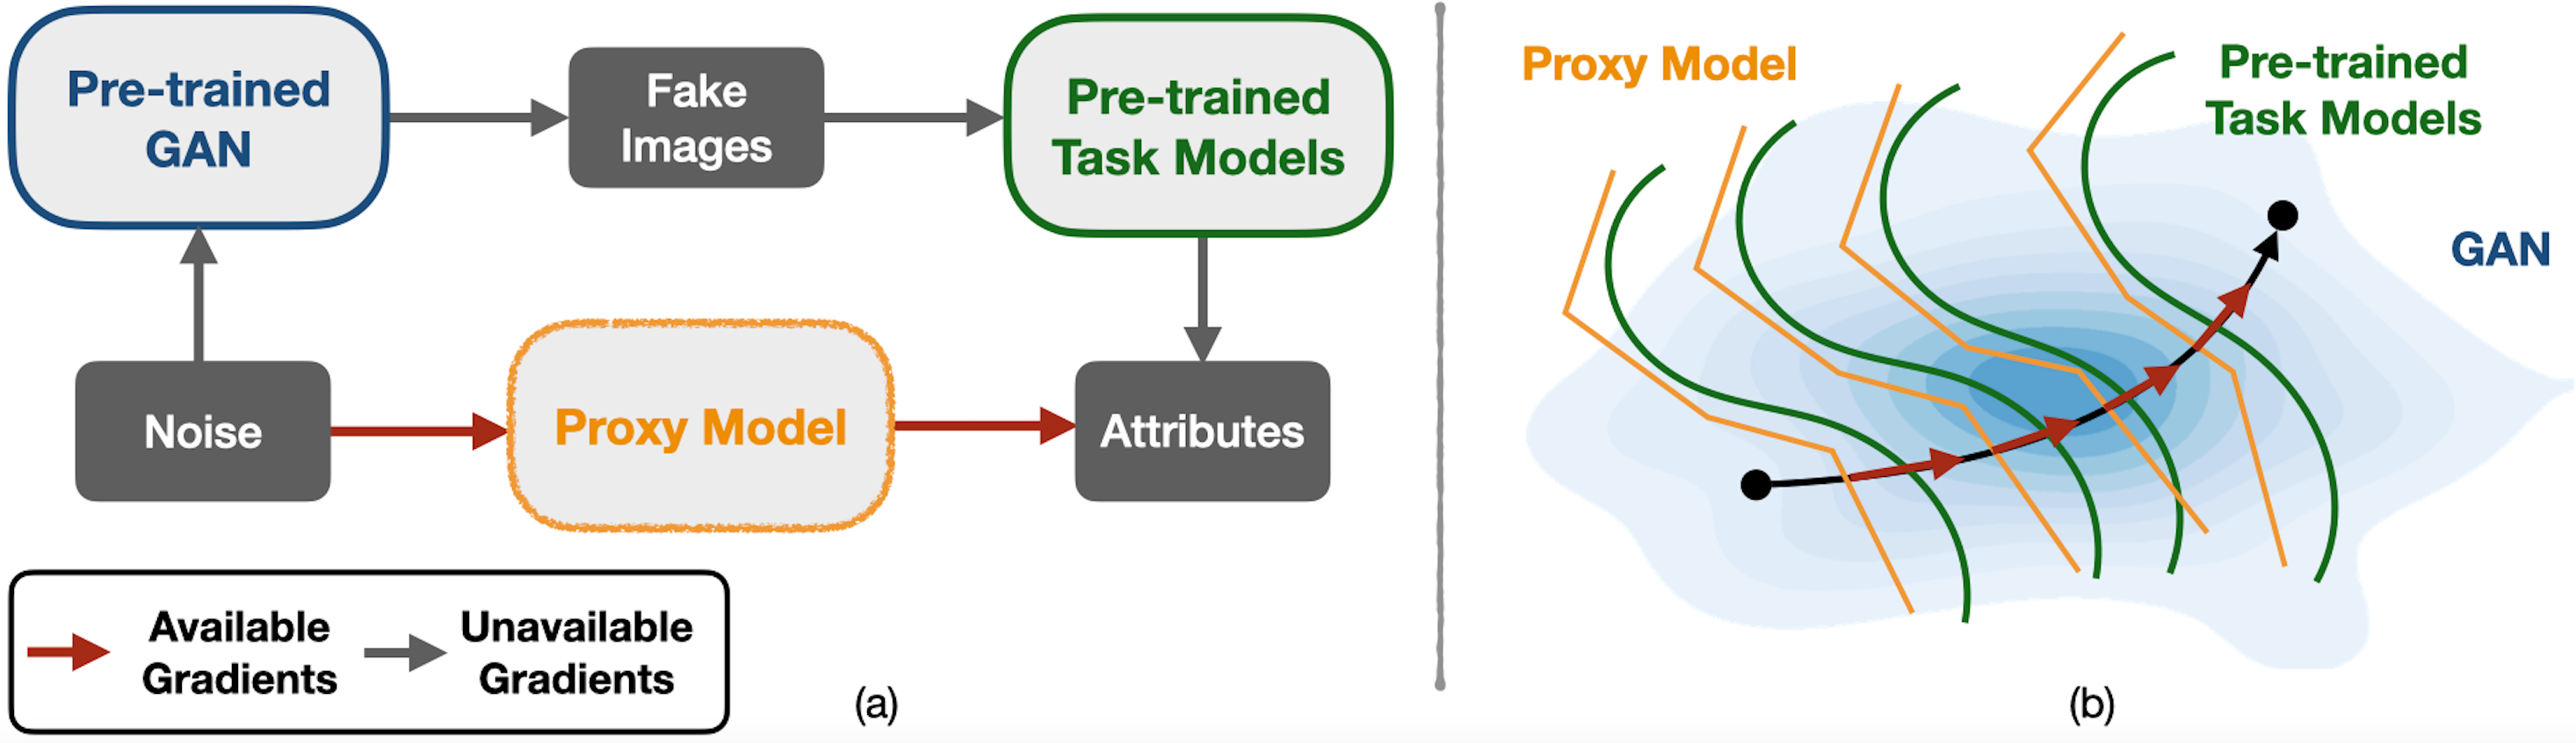 Pre-trained
GAN
Fake
Images
Pre-trained
Task Models
Noise
Proxy Model
Attributes
Available
Gradients
Unavailable
Gradients
(a)
Proxy Model
Pre-trained
Task Models
GAN
(b)